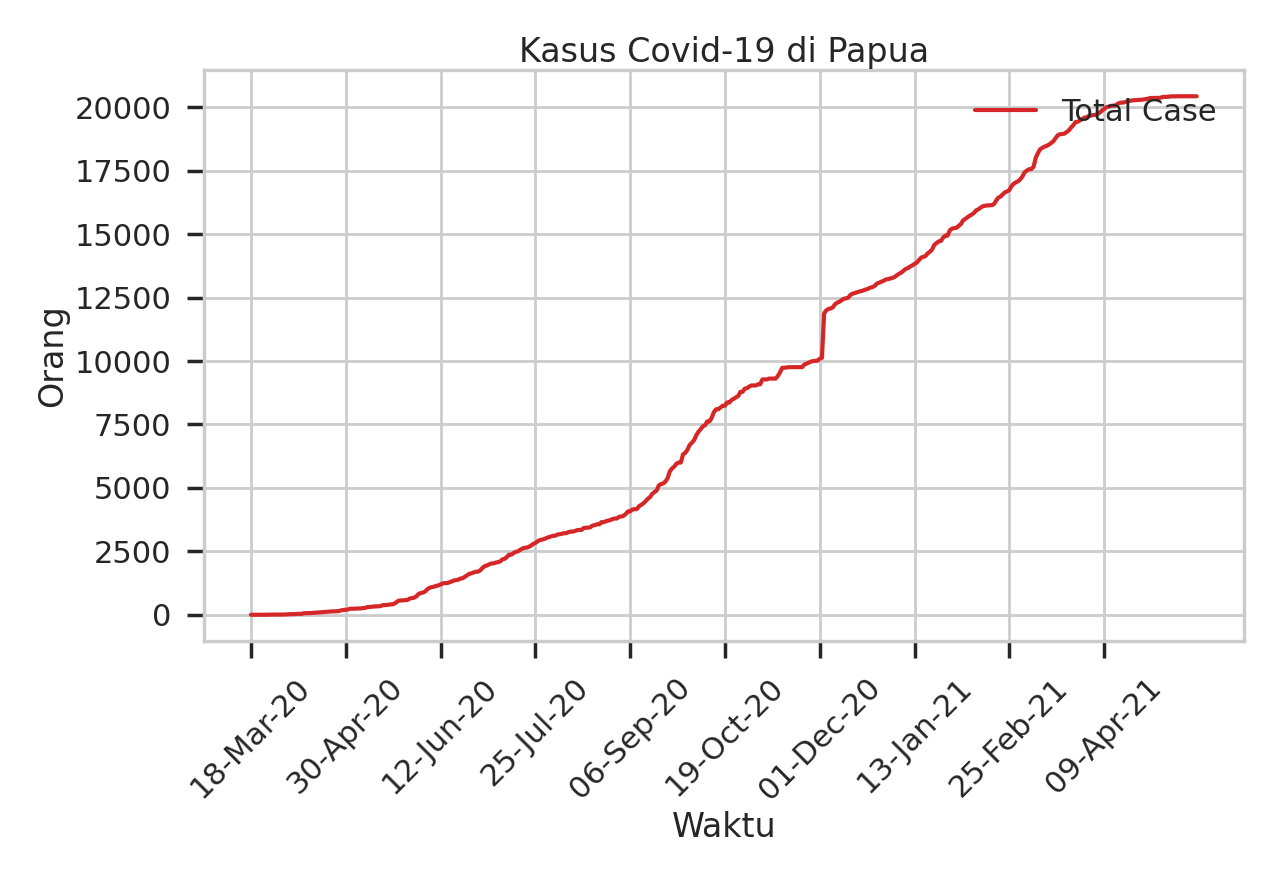 Kasus Covid-19 di Papua
Total Case
Orang
20000
17500
15000
12500
10000
7500
5000
2500
0
18-Mar-20
30-Apr-20
12-Jun-20
25-Jul-20
06-Sep-20
19-Oct-20
01-Dec-20
13-Jan-21
25-Feb-21
09-Apr-21
Waktu